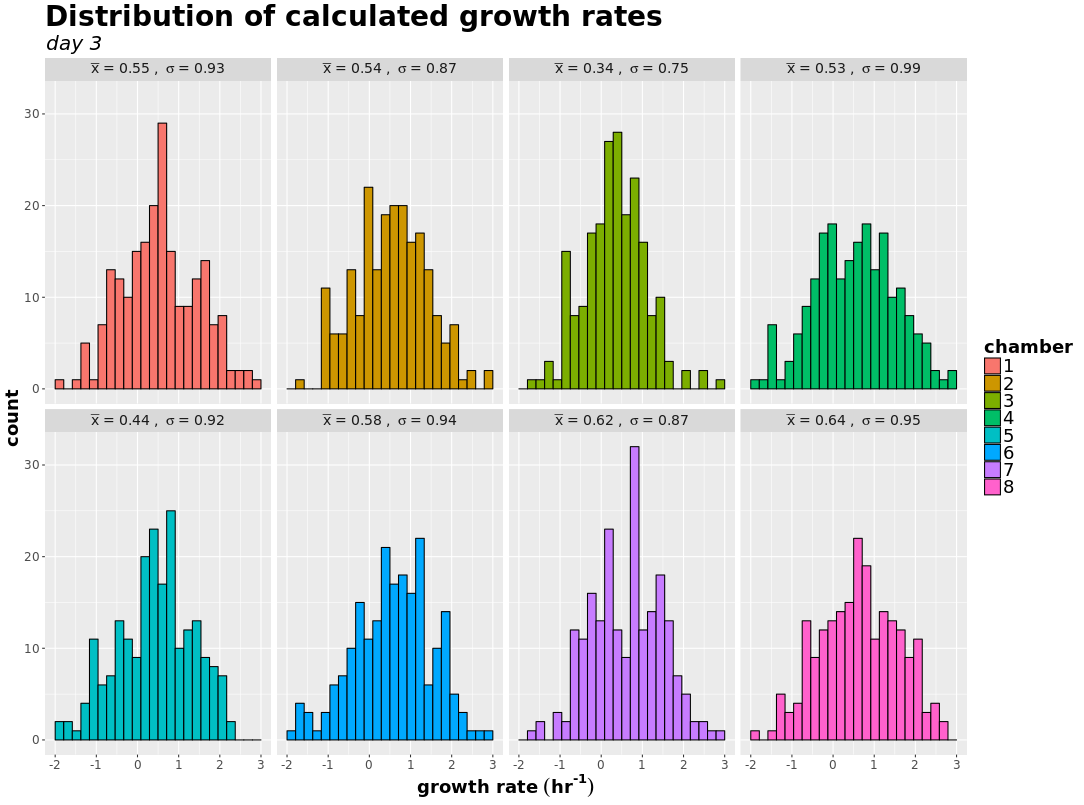 Distribution of calculated growth rates
day 3
x̅ = 0.55 , σ = 0.93
x̅ = 0.54 , σ = 0.87
x̅ = 0.34 , σ = 0.75
x̅ = 0.53 , σ = 0.99
30
20
10
0
x̅ = 0.44 , σ = 0.92
x̅ = 0.58 , σ = 0.94
x̅ = 0.62 , σ = 0.87
x̅ = 0.64 , σ = 0.95
30
20
10
0
-2 -1 0 1 2 3
-2 -1 0 1 2 3
-2 -1 0 1 2 3
-2 -1 0 1 2 3
count
growth rate (hr⁻¹)
chamber
1
2
3
4
5
6
7
8